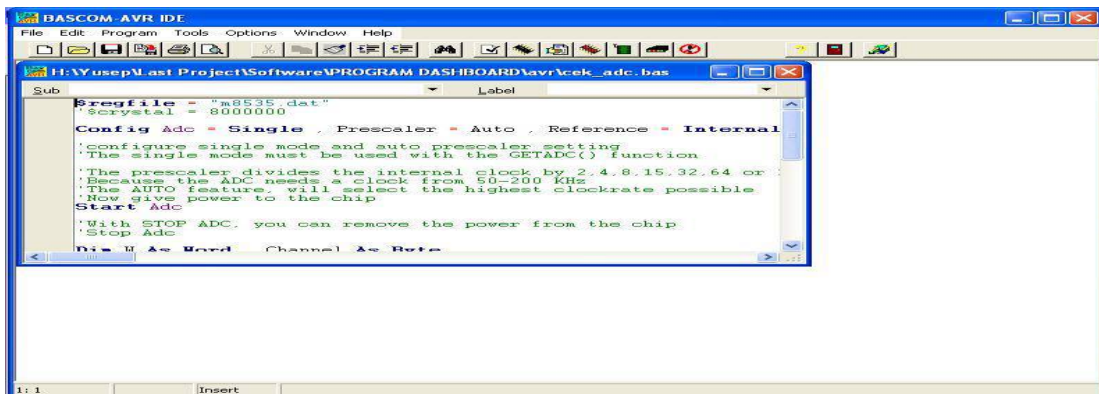 BASCOM-AVR IDE
File Edit Program Tools Options Window Help
H:\Yusep\Last Project\Software\PROGRAM DASHBOARD\avr\cek_adc.bas
Sub Label
$regfile = "m8535.dat"
'$crystal = 8000000
Config Adc = Single , Prescaler = Auto , Reference = Internal
'configure single mode and auto prescaler setting
'The single mode must be used with the GETADC() function
'The prescaler divides the internal clock by 2,4,8,15,32,64 or
'Because the ADC needs a clock from 50-200 KHz
'The AUTO feature, will select the highest clockrate possible
'Now give power to the chip
Start Adc
'With STOP ADC, you can remove the power from the chip
'Stop Adc
Dim W As Word , Channel As Byte
1: 1 Insert